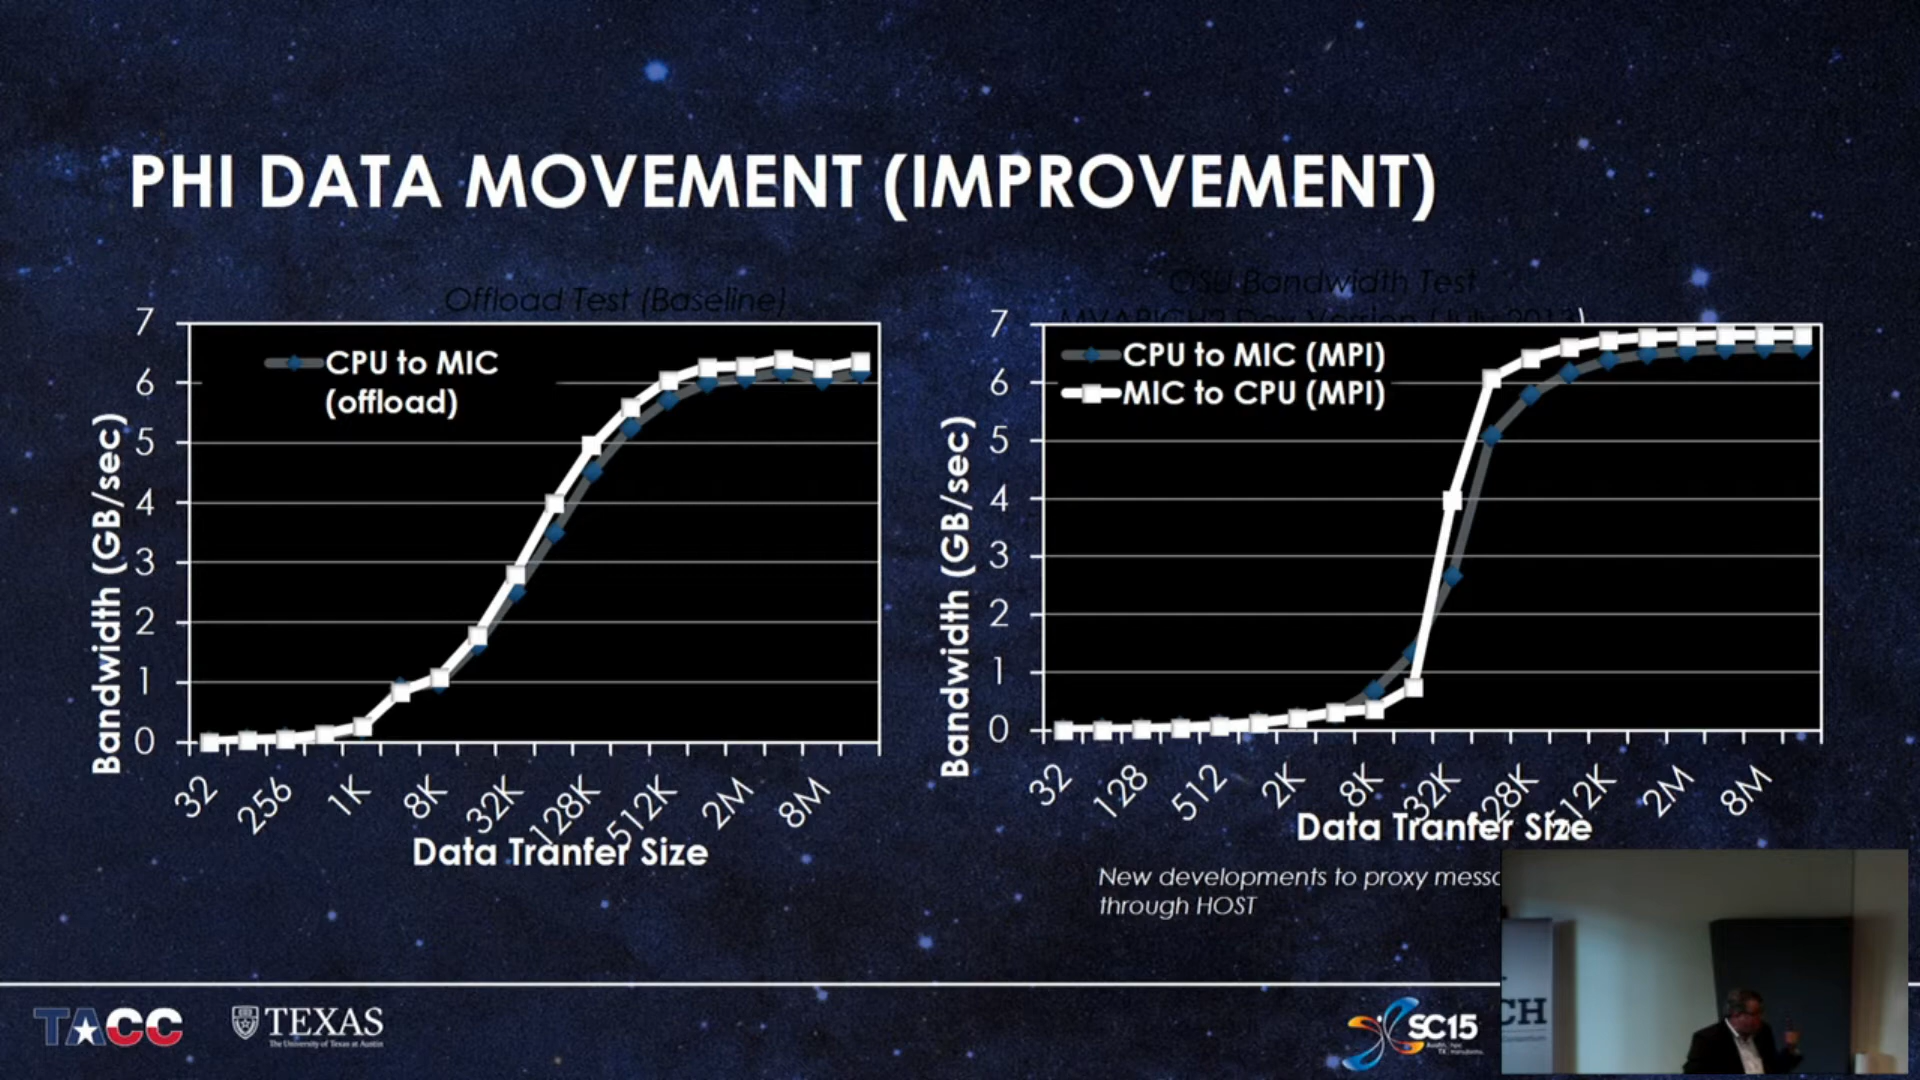 PHI DATA MOVEMENT (IMPROVEMENT)
Offload Test (Baseline)
7
6
5
4
3
2
1
0
Bandwidth (GB/sec)
CPU to MIC
(offload)
32
256
1K
8K
32K
128K
512K
2M
8M
Data Tranfer Size
OSU Bandwidth Test
MVAPICH2 Dev Version (July 2013)
7
6
5
4
3
2
1
0
Bandwidth (GB/sec)
CPU to MIC (MPI)
MIC to CPU (MPI)
32
128
512
2K
8K
32K
128K
512K
2M
8M
Data Tranfer Size
New developments to proxy
through HOST
TACC
TEXAS
The University of Texas at Austin
SC15
CH